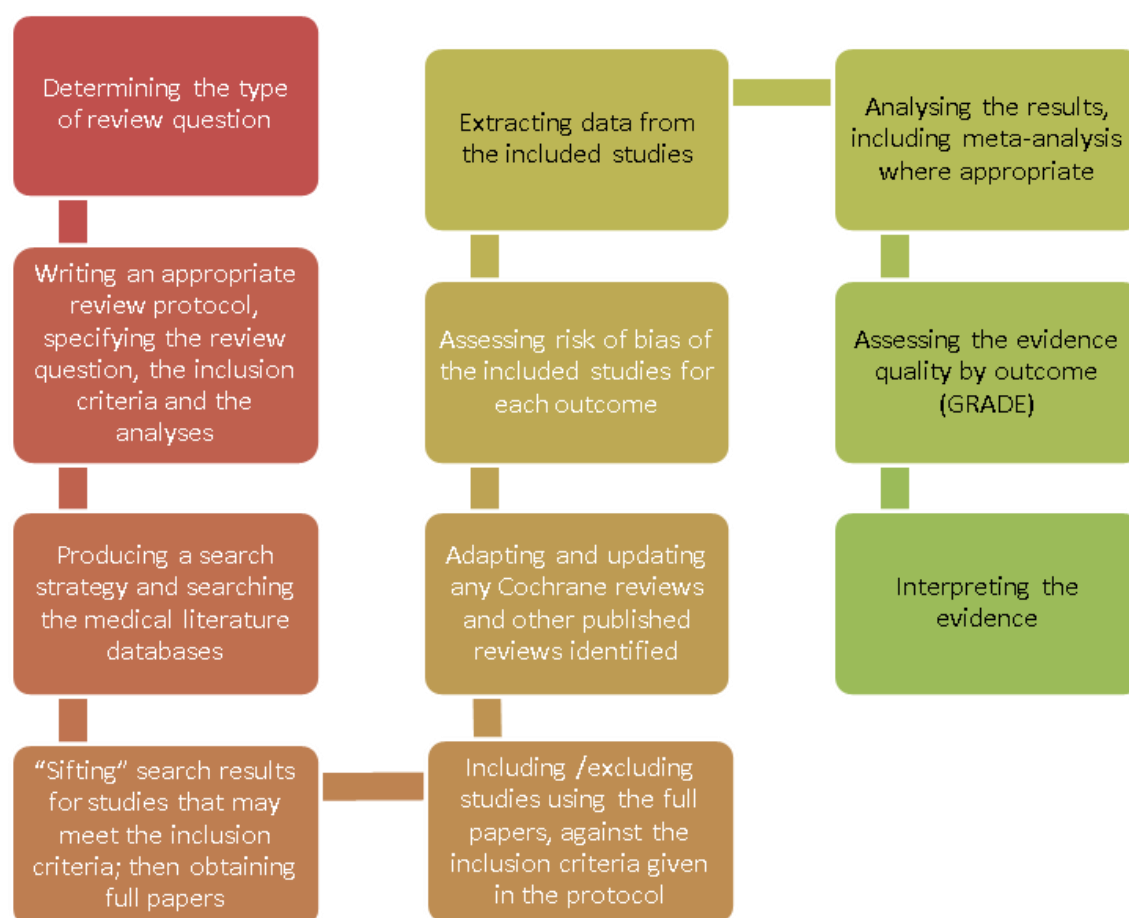 Determining the type
of review question
Writing an appropriate
review protocol,
specifying the review
question, the inclusion
criteria and the
analyses
Producing a search
strategy and searching
the medical literature
databases
“Sifting” search results
for studies that may
meet the inclusion
criteria; then obtaining
full papers
Including /excluding
studies using the full
papers, against the
inclusion criteria given
in the protocol
Adapting and updating
any Cochrane reviews
and other published
reviews identified
Assessing risk of bias of
the included studies for
each outcome
Extracting data from
the included studies
Analysing the results,
including meta-analysis
where appropriate
Assessing the evidence
quality by outcome
(GRADE)
Interpreting the
evidence